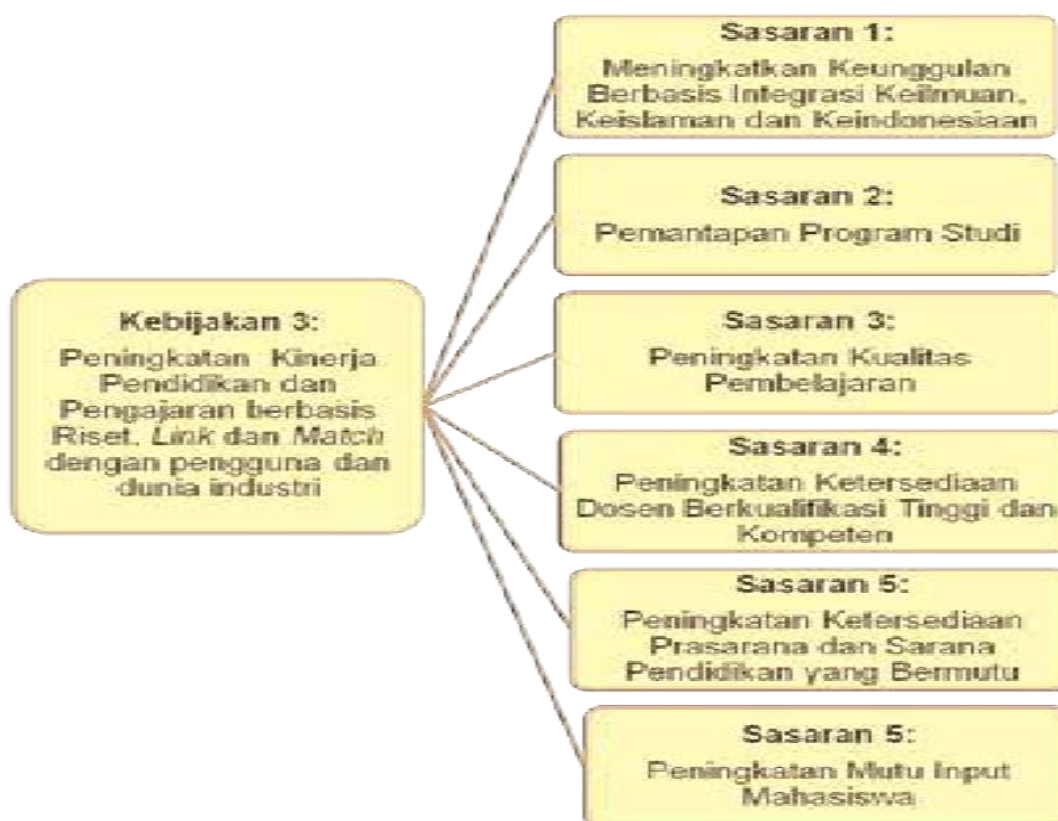 Kebijakan 3:
Peningkatan Kinerja
Pendidikan dan
Pengajaran berbasis
Riset, Link dan Match
dengan pengguna dan
dunia industri
Sasaran 1:
Meningkatkan Keunggulan
Berbasis Integrasi Keilmuan,
Keislaman dan Keindonesiaan
Sasaran 2:
Pemantapan Program Studi
Sasaran 3:
Peningkatan Kualitas
Pembelajaran
Sasaran 4:
Peningkatan Ketersediaan
Dosen Berkualifikasi Tinggi dan
Kompeten
Sasaran 5:
Peningkatan Ketersediaan
Prasarana dan Sarana
Pendidikan yang Bermutu
Sasaran 5:
Peningkatan Mutu Input
Mahasiswa